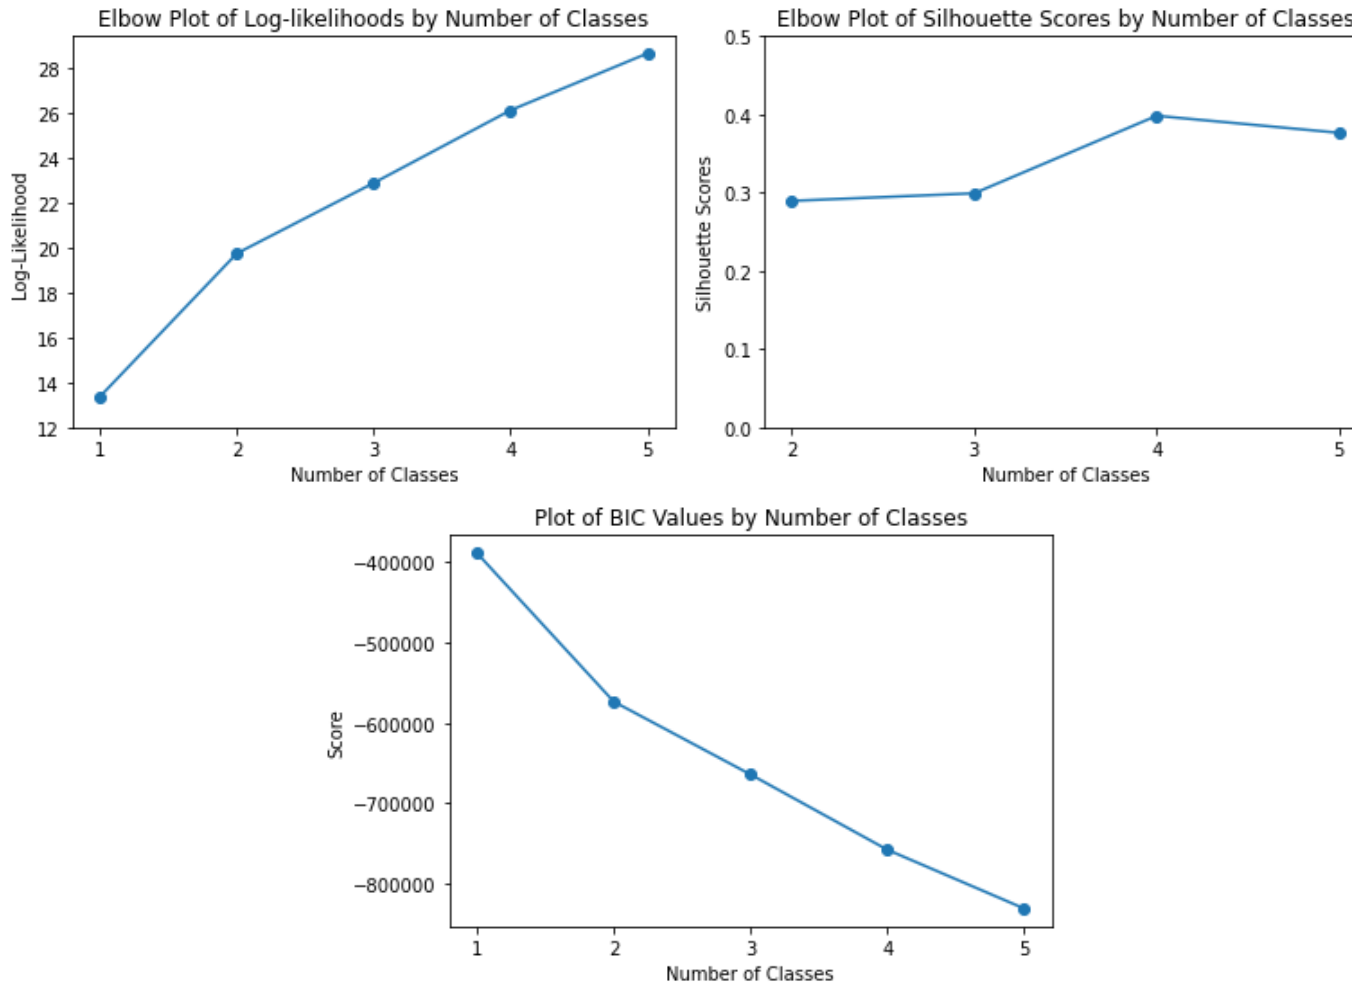 Elbow Plot of Log-likelihoods by Number of Classes
28
26
24
22
20
18
16
14
12
Log-Likelihood
1 2 3 4 5
Number of Classes
Elbow Plot of Silhouette Scores by Number of Classes
0.5
0.4
0.3
0.2
0.1
0.0
Silhouette Scores
2 3 4 5
Number of Classes
Plot of BIC Values by Number of Classes
−400000
−500000
−600000
−700000
−800000
Score
1 2 3 4 5
Number of Classes